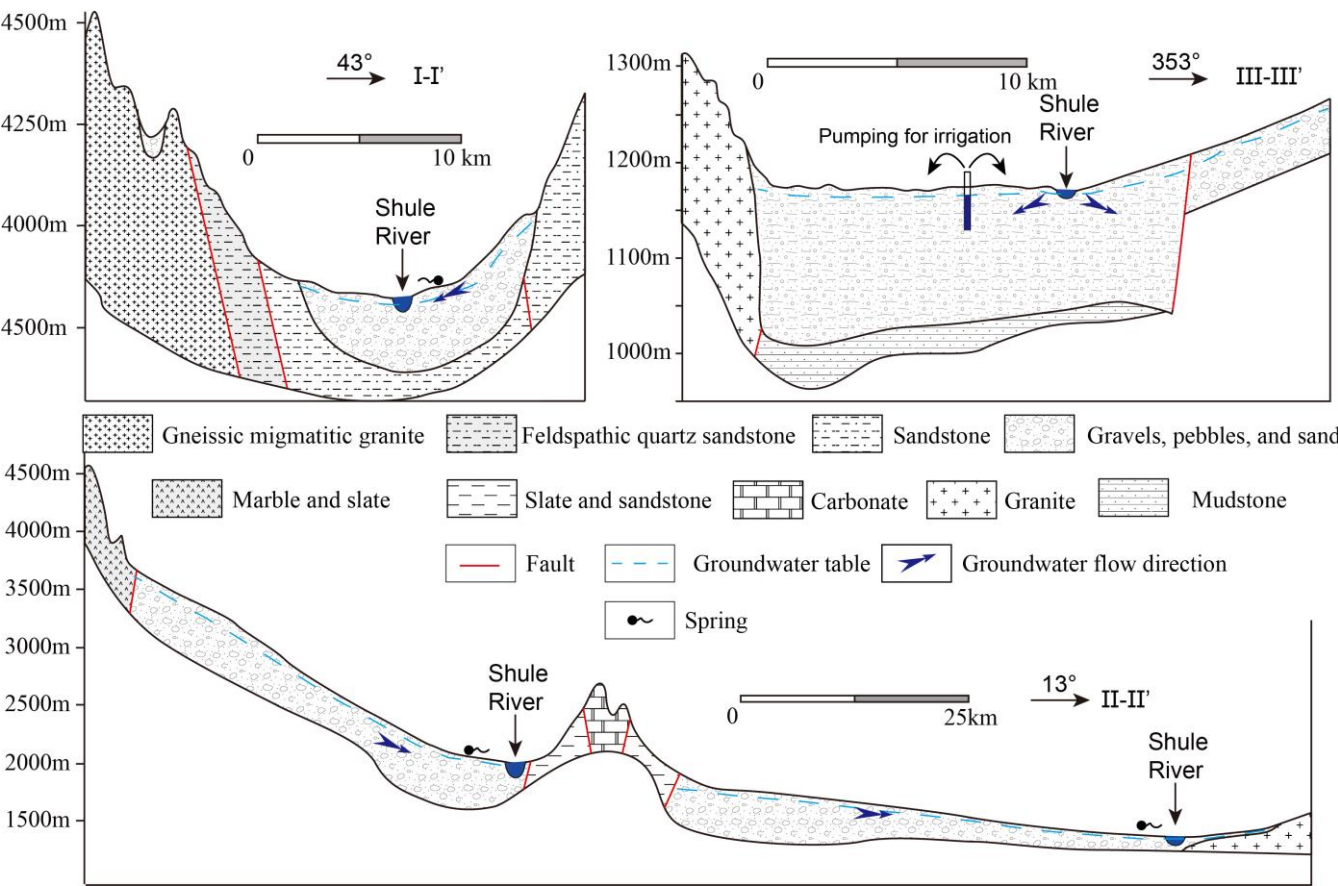 4500m
4250m
4000m
4500m
43°
I-I’
0
10 km
Shule
River
1300m
1200m
1100m
1000m
0
10 km
353°
III-III’
Shule
River
Pumping for irrigation
Gneissic migmatitic granite
Feldspathic quartz sandstone
Sandstone
Gravels, pebbles, and sand
Marble and slate
Slate and sandstone
Carbonate
Granite
Mudstone
Fault
Groundwater table
Groundwater flow direction
Spring
4500m
4000m
3500m
3000m
2500m
2000m
1500m
Shule
River
0
25km
13°
II-II’
Shule
River